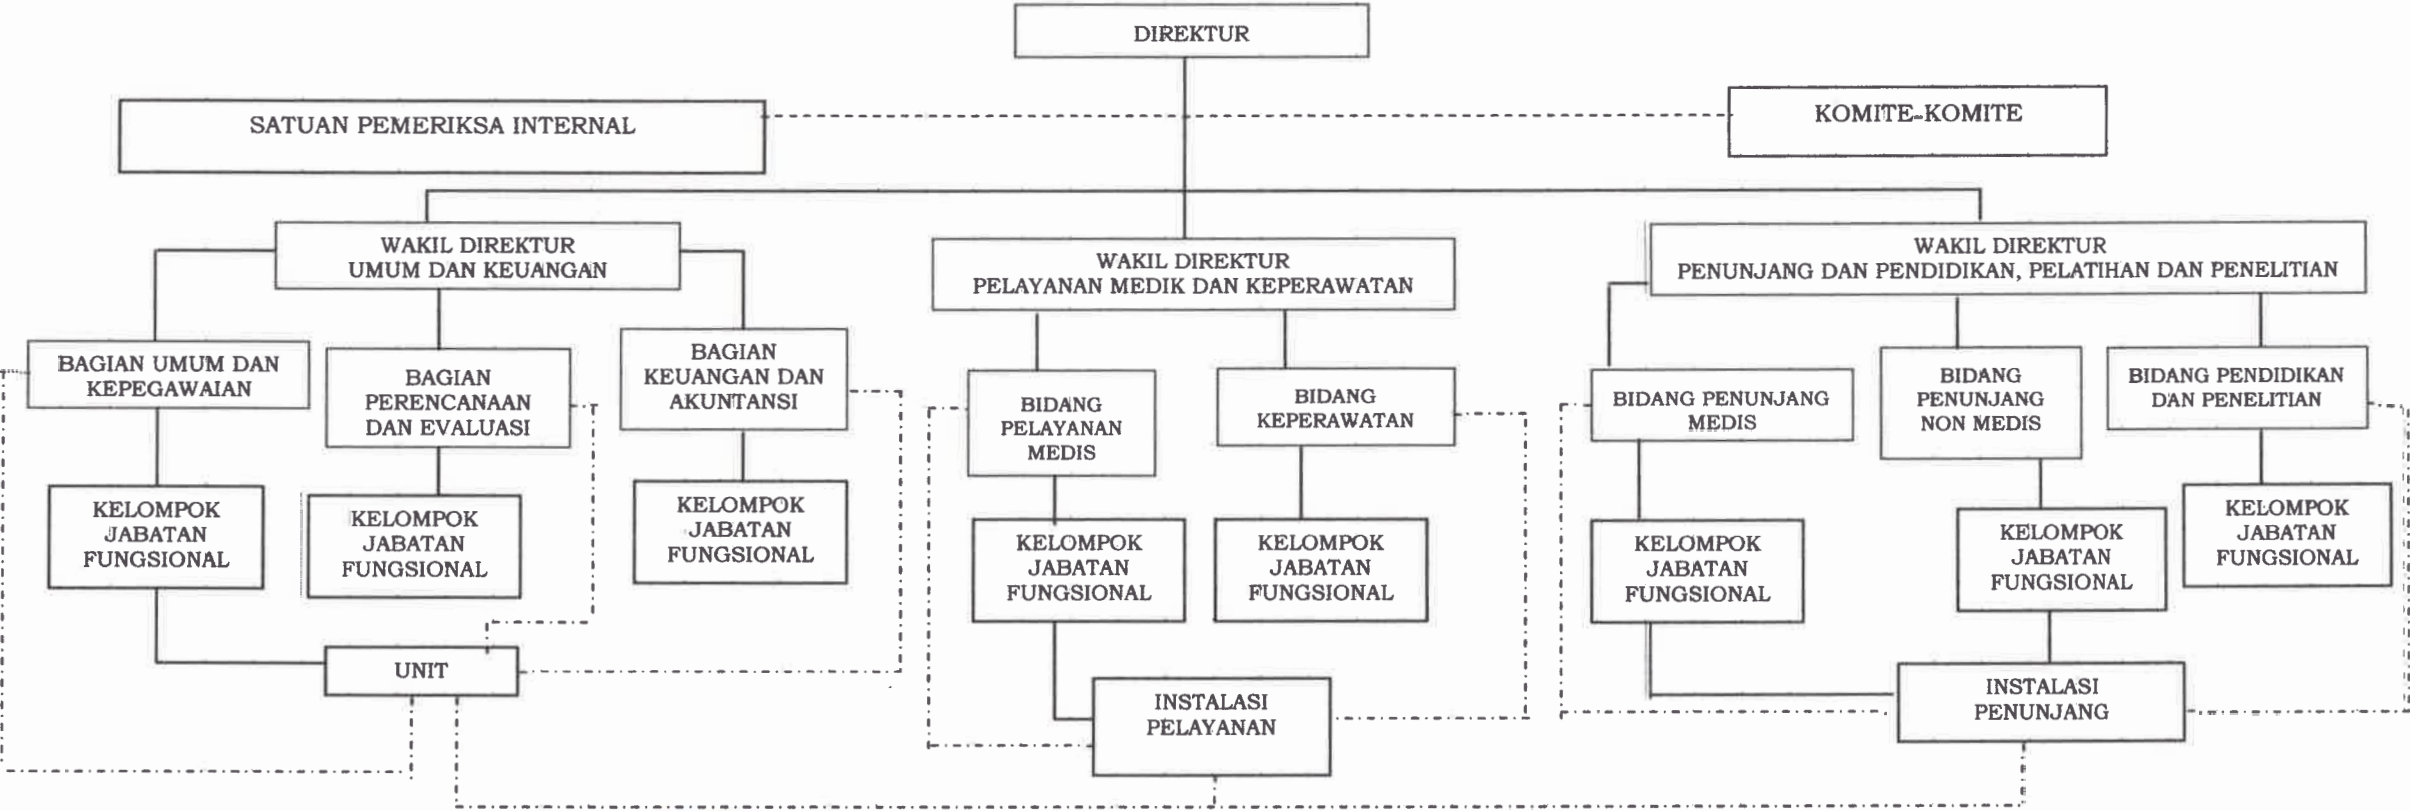 DIREKTUR
SATUAN PEMERIKSA INTERNAL
KOMITE-KOMITE
WAKIL DIREKTUR
UMUM DAN KEUANGAN
WAKIL DIREKTUR
PELAYANAN MEDIK DAN KEPERAWATAN
WAKIL DIREKTUR
PENUNJANG DAN PENDIDIKAN, PELATIHAN DAN PENELITIAN
BAGIAN UMUM DAN
KEPEGAWAIAN
BAGIAN
PERENCANAAN
DAN EVALUASI
BAGIAN
KEUANGAN DAN
AKUNTANSI
BIDANG
PELAYANAN
MEDIS
BIDANG
KEPERAWATAN
BIDANG PENUNJANG
MEDIS
BIDANG
PENUNJANG
NON MEDIS
BIDANG PENDIDIKAN
DAN PENELITIAN
KELOMPOK
JABATAN
FUNGSIONAL
KELOMPOK
JABATAN
FUNGSIONAL
KELOMPOK
JABATAN
FUNGSIONAL
KELOMPOK
JABATAN
FUNGSIONAL
KELOMPOK
JABATAN
FUNGSIONAL
KELOMPOK
JABATAN
FUNGSIONAL
KELOMPOK
JABATAN
FUNGSIONAL
KELOMPOK
JABATAN
FUNGSIONAL
UNIT
INSTALASI
PELAYANAN
INSTALASI
PENUNJANG